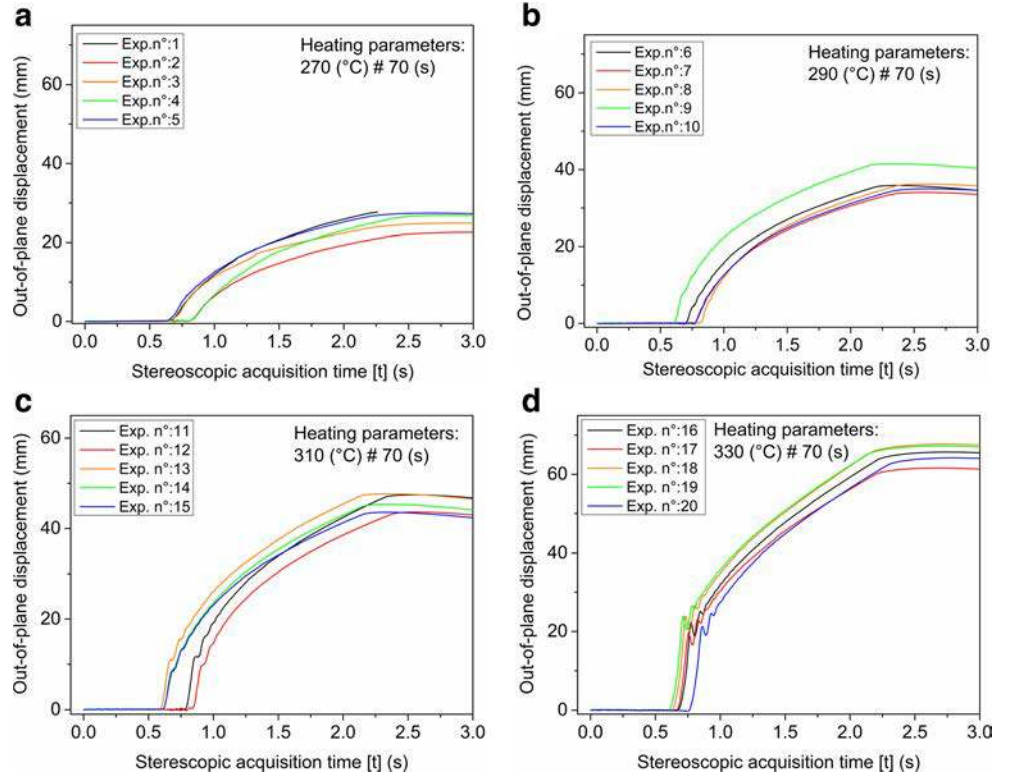 a
Out-of-plane displacement (mm)
60
40
20
0
Exp.n°:1
Exp.n°:2
Exp.n°:3
Exp.n°:4
Exp.n°:5
Heating parameters:
270 (°C) # 70 (s)
0.0 0.5 1.0 1.5 2.0 2.5 3.0
Stereoscopic acquisition time [t] (s)
b
Out-of-plane displacement (mm)
60
40
20
0
Exp.n°:6
Exp.n°:7
Exp.n°:8
Exp.n°:9
Exp.n°:10
Heating parameters:
290 (°C) # 70 (s)
0.0 0.5 1.0 1.5 2.0 2.5 3.0
Stereoscopic acquisition time [t] (s)
c
Out-of-plane displacement (mm)
60
40
20
0
Exp. n°:11
Exp. n°:12
Exp. n°:13
Exp. n°:14
Exp. n°:15
Heating parameters:
310 (°C) # 70 (s)
0.0 0.5 1.0 1.5 2.0 2.5 3.0
Sterescopic acquisition time [t] (s)
d
Out-of-plane displacement (mm)
60
40
20
0
Exp. n°:16
Exp. n°:17
Exp. n°:18
Exp. n°:19
Exp. n°:20
Heating parameters:
330 (°C) # 70 (s)
0.0 0.5 1.0 1.5 2.0 2.5 3.0
Stereoscopic acquisition time [t] (s)